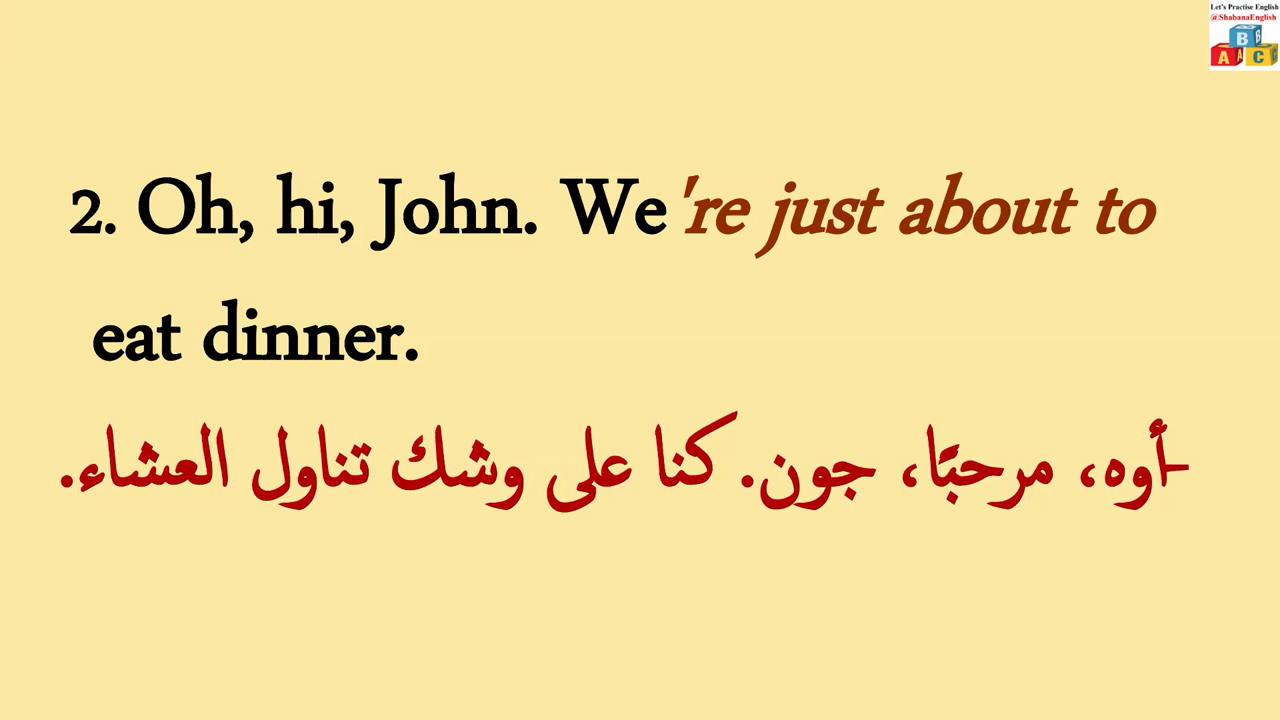 Let's Practise English
@ShabanaEnglish
B
A
C
2. Oh, hi, John. We're just about to
eat dinner.
-أوه، مرحبًا، جون. كنا على وشك تناول العشاء.